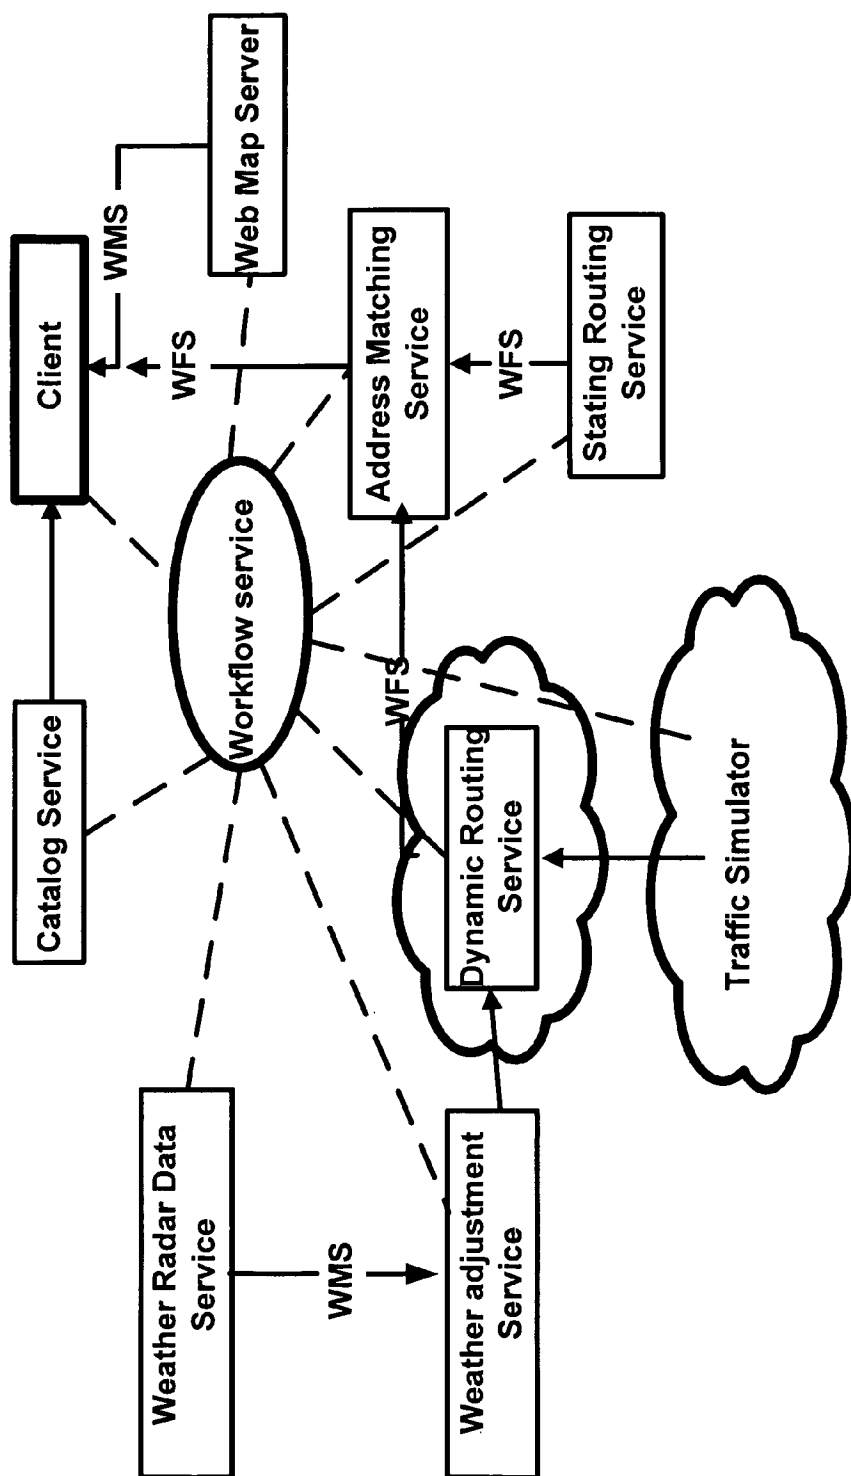 Weather Radar Data
Service
Catalog Service
Client
WMS
Web Map Server
WMS
Workflow service
WFS
Weather adjustment
Service
Dynamic Routing
Service
WFS
Address Matching
Service
WFS
Traffic Simulator
Stating Routing
Service